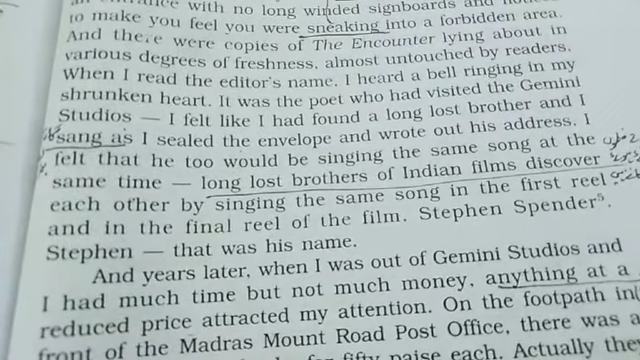 an entrance with no long winded signboards and
to make you feel you were sneaking into a forbidden area.
And there were copies of The Encounter lying about in
various degrees of freshness, almost untouched by readers.
When I read the editor's name, I heard a bell ringing in my
shrunken heart. It was the poet who had visited the Gemini
Studios — I felt like I had found a long lost brother and I
sang as I sealed the envelope and wrote out his address. I
felt that he too would be singing the same song at the
same time — long lost brothers of Indian films discover
each other by singing the same song in the first reel
and in the final reel of the film. Stephen Spender⁵.
Stephen — that was his name.
And years later, when I was out of Gemini Studios and
I had much time but not much money, anything at a
reduced price attracted my attention. On the footpath in
front of the Madras Mount Road Post Office, there was a
for fifty paise each. Actually the